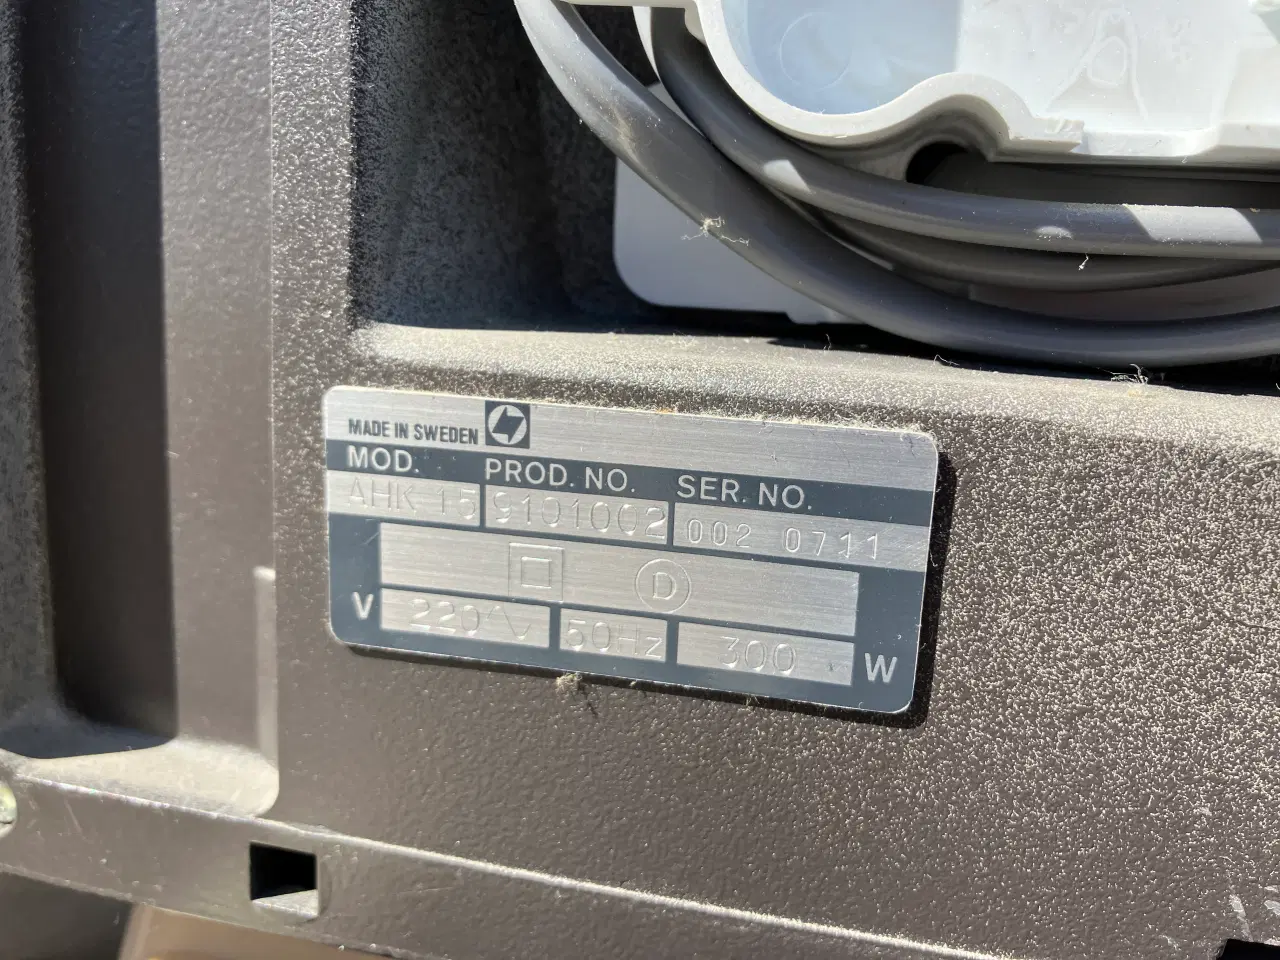 MADE IN SWEDEN
MOD. PROD. NO. SER. NO.
AHK 15 9101002 002 0711
D
V 220~ 50Hz 300 W